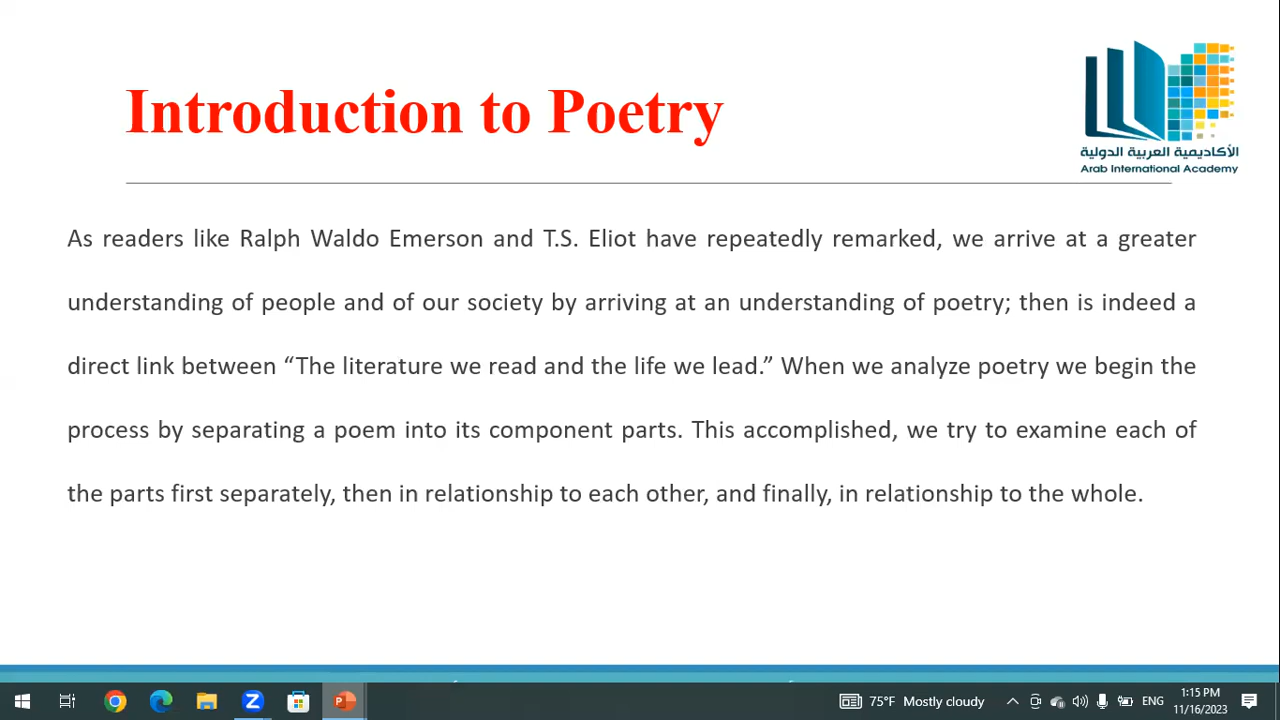 Introduction to Poetry
الأكاديمية العربية الدولية
Arab International Academy
As readers like Ralph Waldo Emerson and T.S. Eliot have repeatedly remarked, we arrive at a greater
understanding of people and of our society by arriving at an understanding of poetry; then is indeed a
direct link between “The literature we read and the life we lead.” When we analyze poetry we begin the
process by separating a poem into its component parts. This accomplished, we try to examine each of
the parts first separately, then in relationship to each other, and finally, in relationship to the whole.
75°F Mostly cloudy
ENG
1:15 PM
11/16/2023